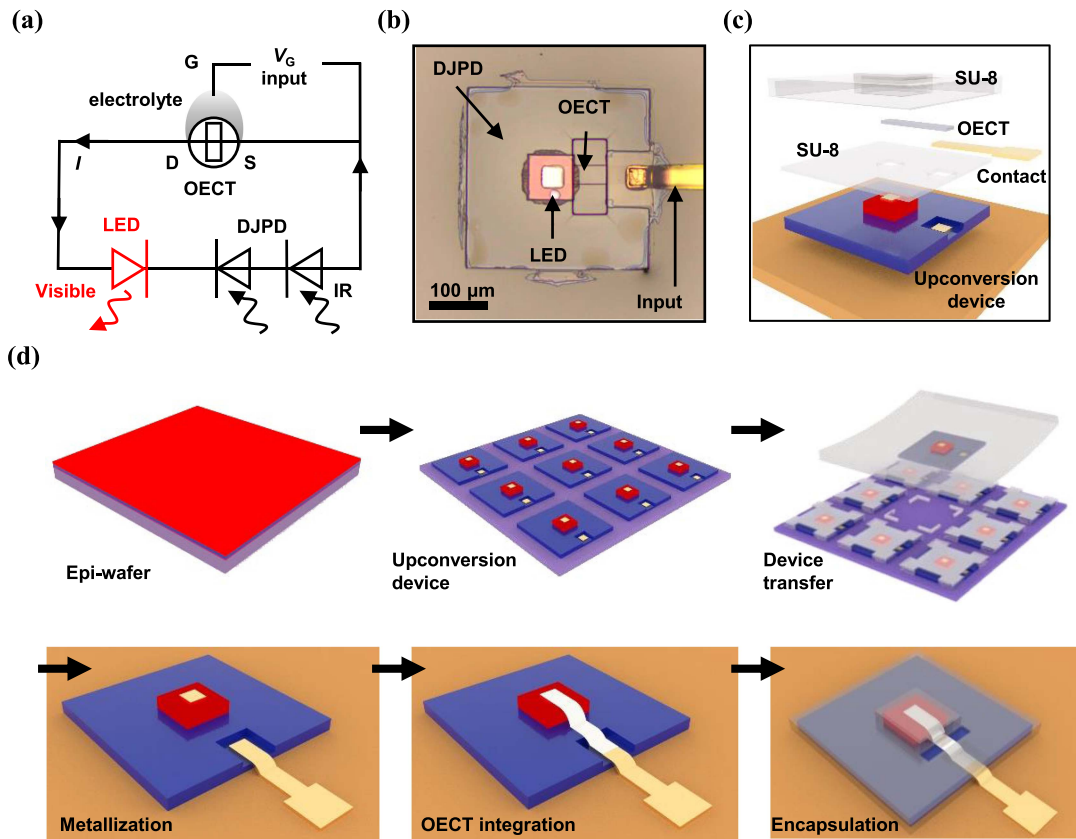 (a)
G
V_G
input
electrolyte
I
D
S
OECT
LED
DJPD
Visible
IR
(b)
DJPD
OECT
LED
100 µm
Input
(c)
SU-8
OECT
SU-8
Contact
Upconversion
device
(d)
Epi-wafer
Upconversion
device
Device
transfer
Metallization
OECT integration
Encapsulation